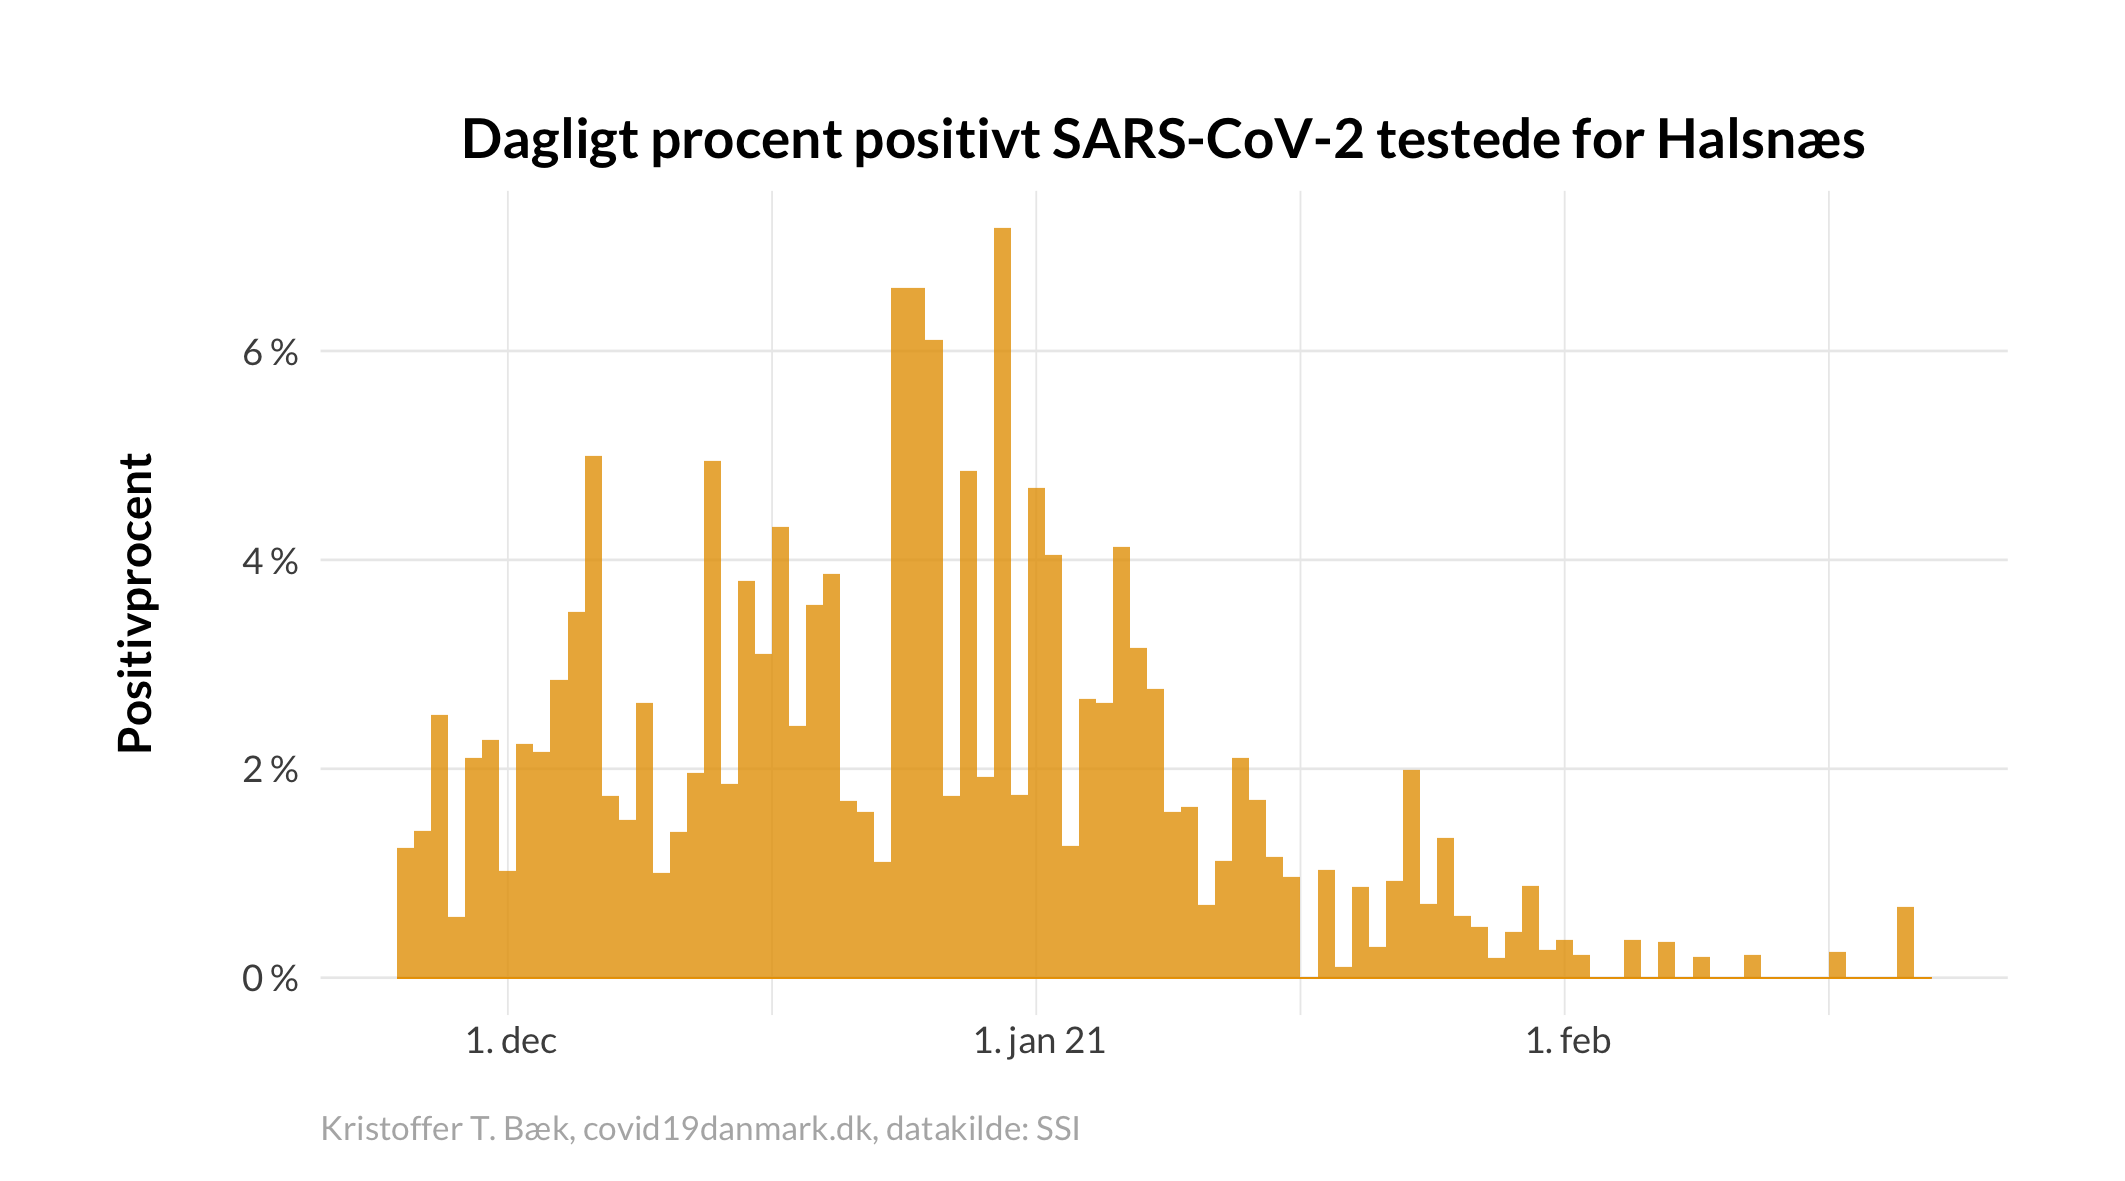 Dagligt procent positivt SARS-CoV-2 testede for Halsnæs
Positivprocent
6 %
4 %
2 %
0 %
1. dec
1. jan 21
1. feb
Kristoffer T. Bæk, covid19danmark.dk, datakilde: SSI